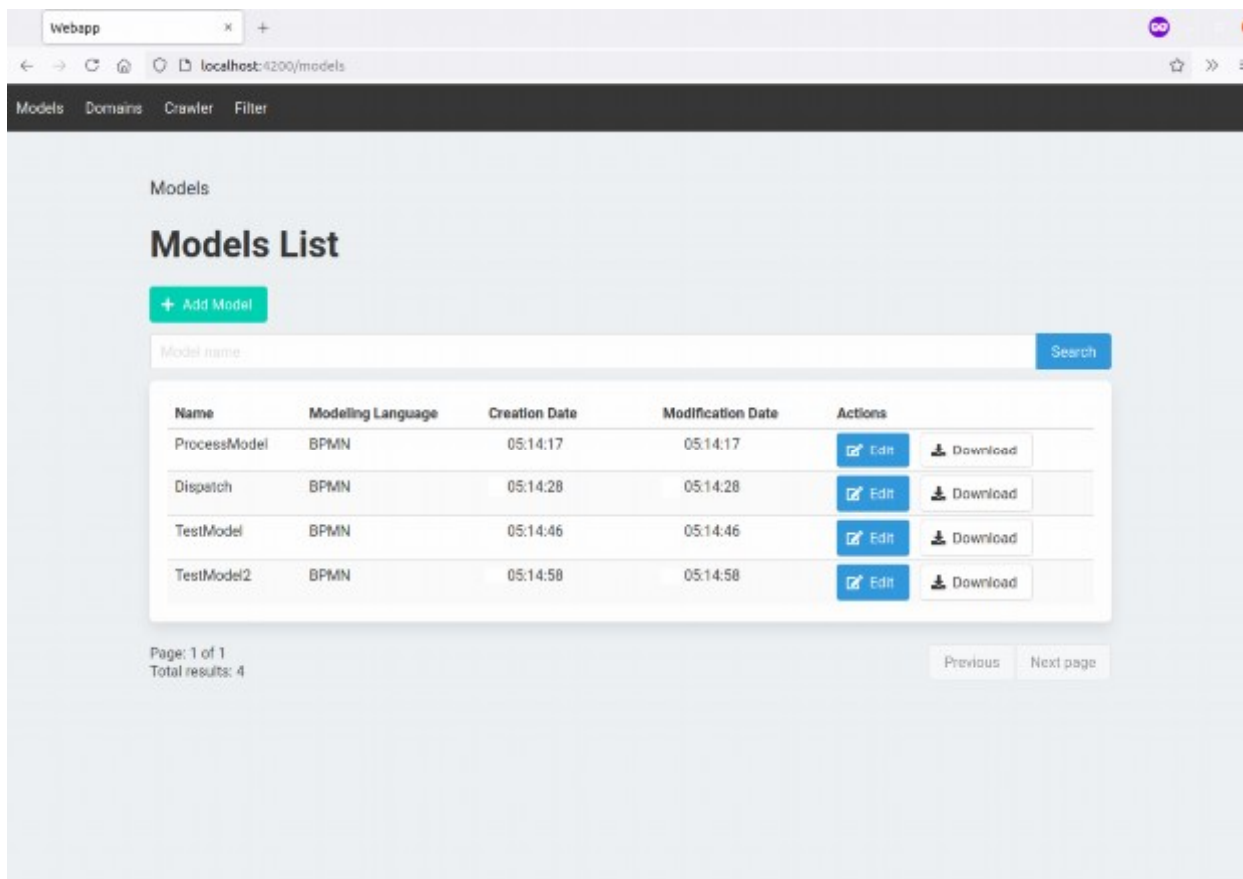 Webapp
localhost:4200/models
Models Domains Crawler Filter
Models
Models List
+ Add Model
Model name
Search
Name Modeling Language Creation Date Modification Date Actions
ProcessModel BPMN 05:14:17 05:14:17 Edit Download
Dispatch BPMN 05:14:28 05:14:28 Edit Download
TestModel BPMN 05:14:46 05:14:46 Edit Download
TestModel2 BPMN 05:14:58 05:14:58 Edit Download
Page: 1 of 1
Total results: 4
Previous Next page